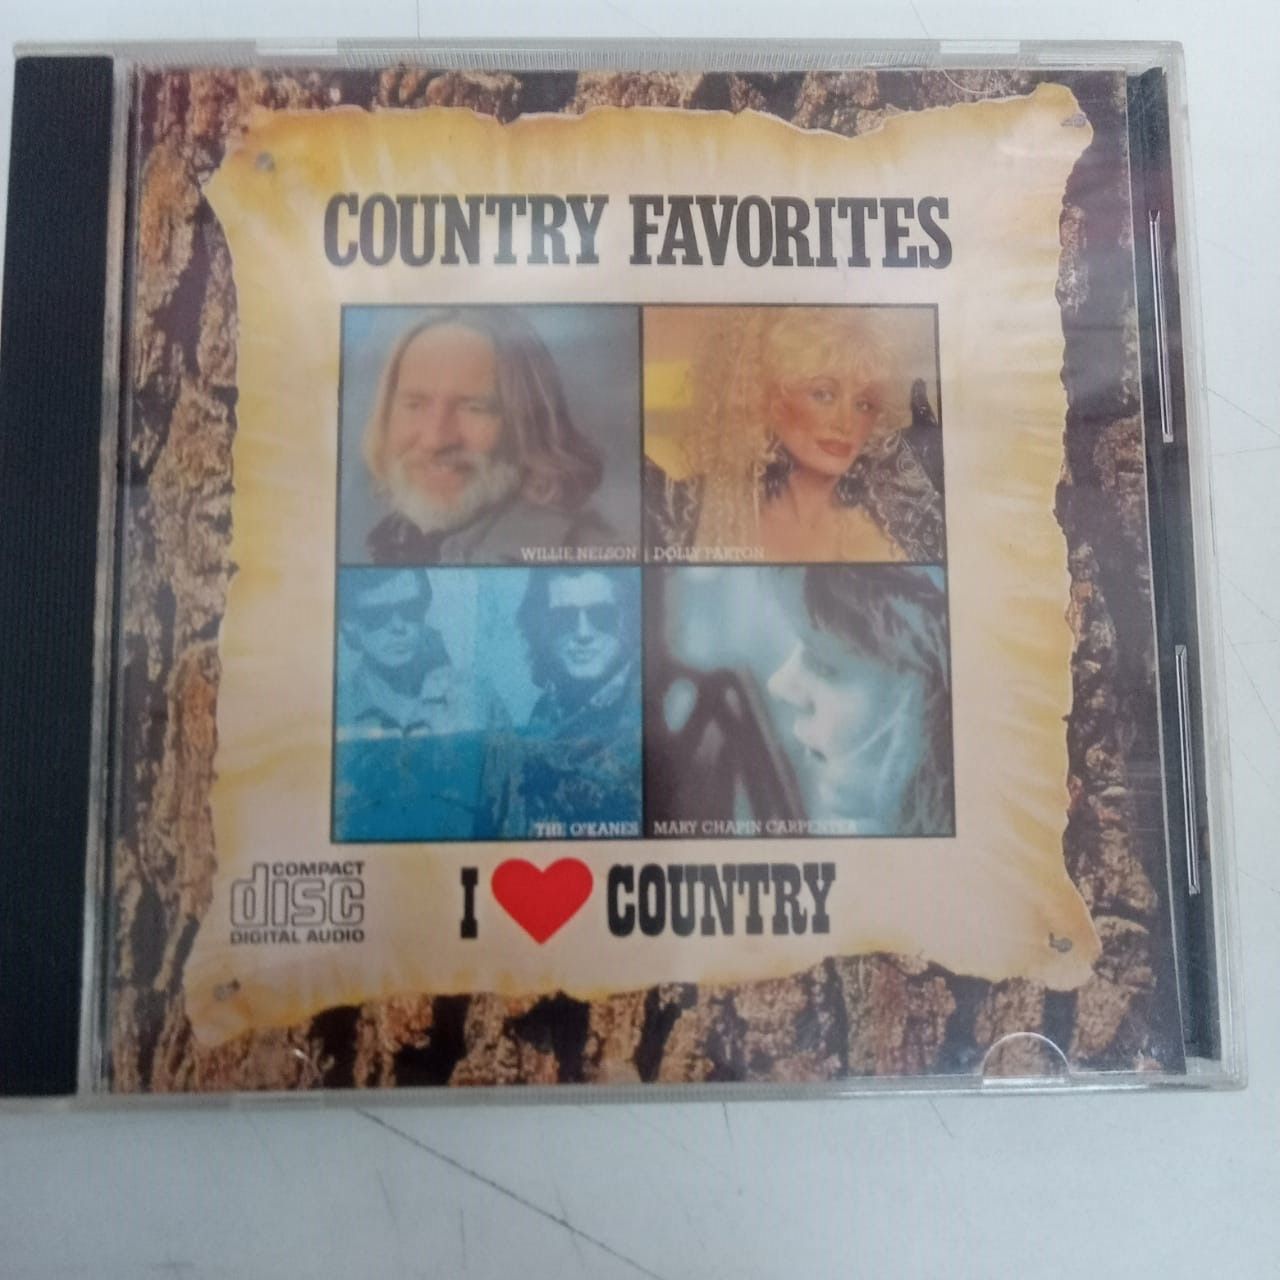 COUNTRY FAVORITES
WILLIE NELSON
DOLLY PARTON
THE O'KANES
MARY CHAPIN CARPENTER
I ❤ COUNTRY
COMPACT
disc
DIGITAL AUDIO